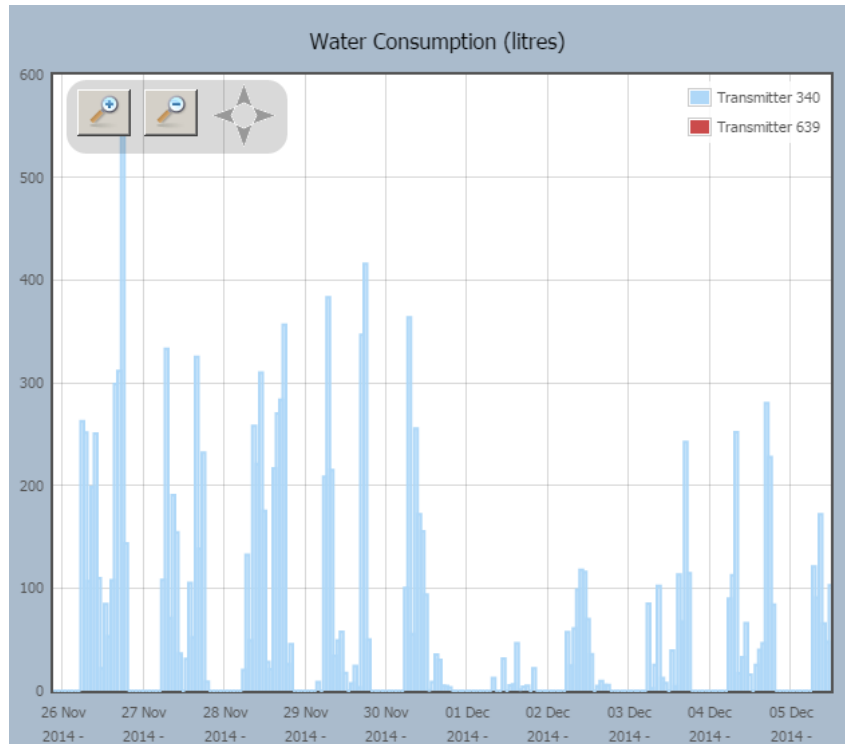 Water Consumption (litres)
600
Transmitter 340
Transmitter 639
500
400
300
200
100
0
26 Nov 27 Nov 28 Nov 29 Nov 30 Nov 01 Dec 02 Dec 03 Dec 04 Dec 05 Dec
2014 - 2014 - 2014 - 2014 - 2014 - 2014 - 2014 - 2014 - 2014 - 2014 -